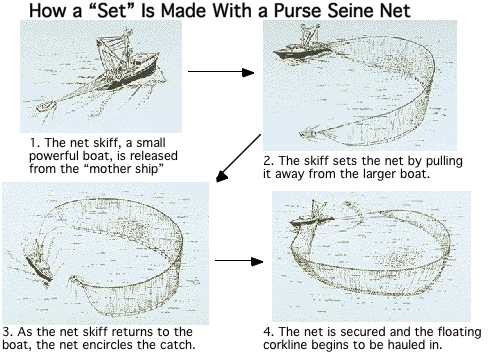 How a “Set” Is Made With a Purse Seine Net
1. The net skiff, a small
powerful boat, is released
from the “mother ship”
2. The skiff sets the net by pulling
it away from the larger boat.
3. As the net skiff returns to the
boat, the net encircles the catch.
4. The net is secured and the floating
corkline begins to be hauled in.